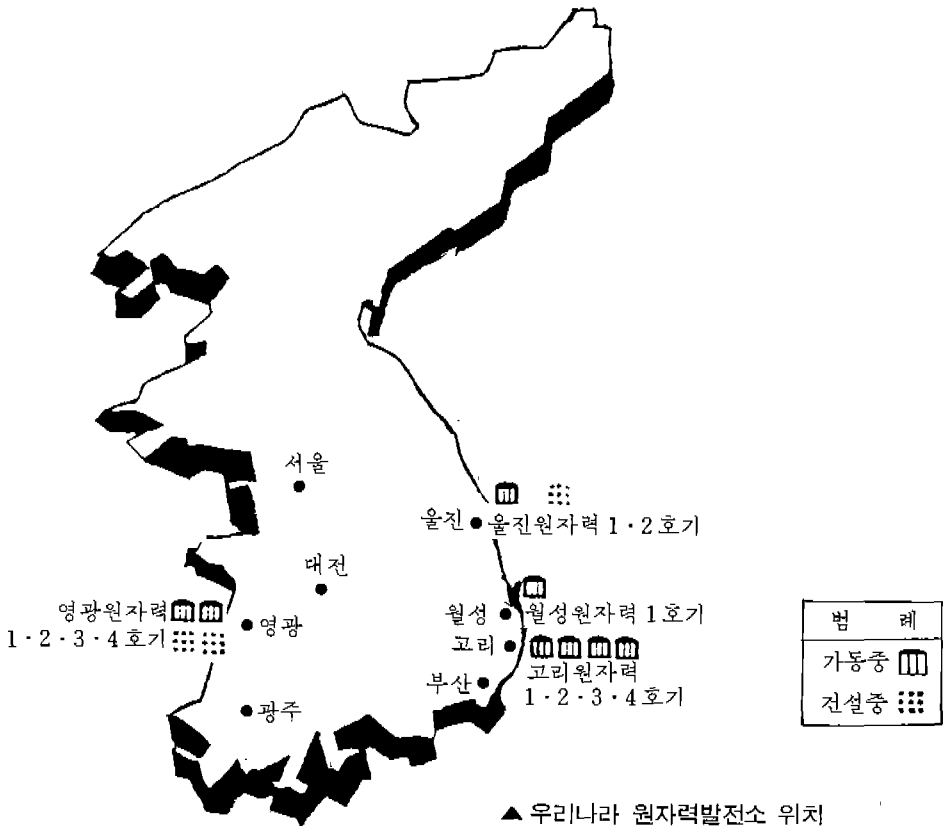 서울
울진
울진원자력 1·2호기
대전
영광원자력
1·2·3·4호기
영광
월성
월성원자력 1호기
고리
고리원자력
1·2·3·4호기
부산
광주
범 례
가동중
전설중
▲ 우리나라 원자력발전소 위치